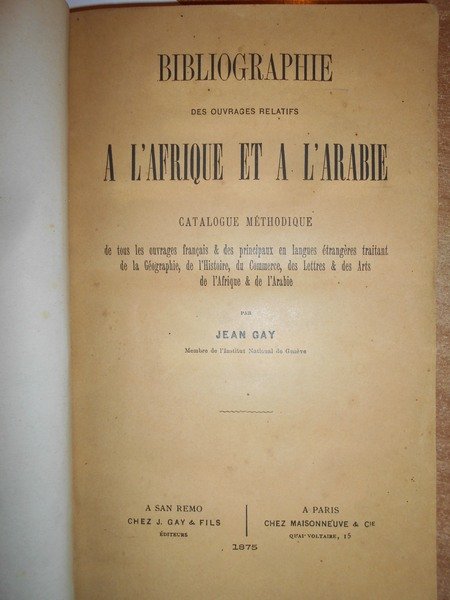 BIBLIOGRAPHIE
DES OUVRAGES RELATIFS
A L'AFRIQUE ET A L'ARABIE
CATALOGUE MÉTHODIQUE
de tous les ouvrages français & des principaux en langues étrangères traitant
de la Géographie, de l'Histoire, du Commerce, des Lettres & des Arts
de l'Afrique & de l'Arabie
PAR
JEAN GAY
Membre de l'Institut National de Genève
A SAN REMO
CHEZ J. GAY & FILS
ÉDITEURS
A PARIS
CHEZ MAISONNEUVE & CIE
QUAI VOLTAIRE, 15
1875